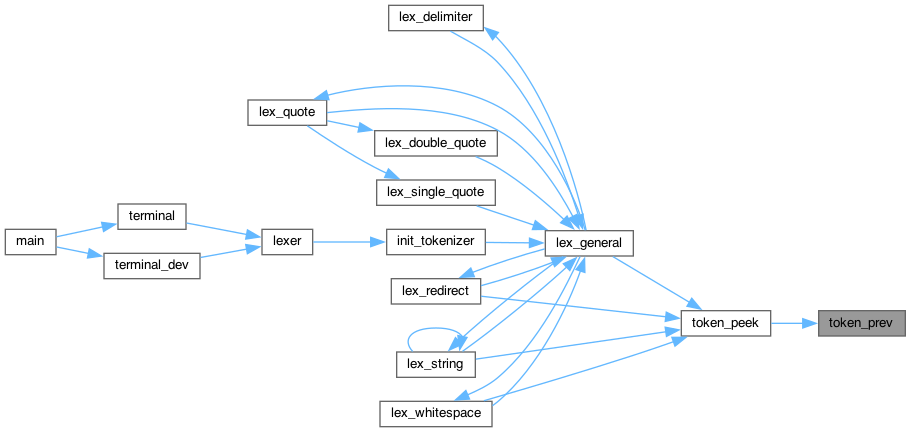 lex_delimiter
lex_quote
lex_double_quote
lex_single_quote
terminal
main
lexer
init_tokenizer
lex_general
terminal_dev
lex_redirect
token_peek
token_prev
lex_string
lex_whitespace